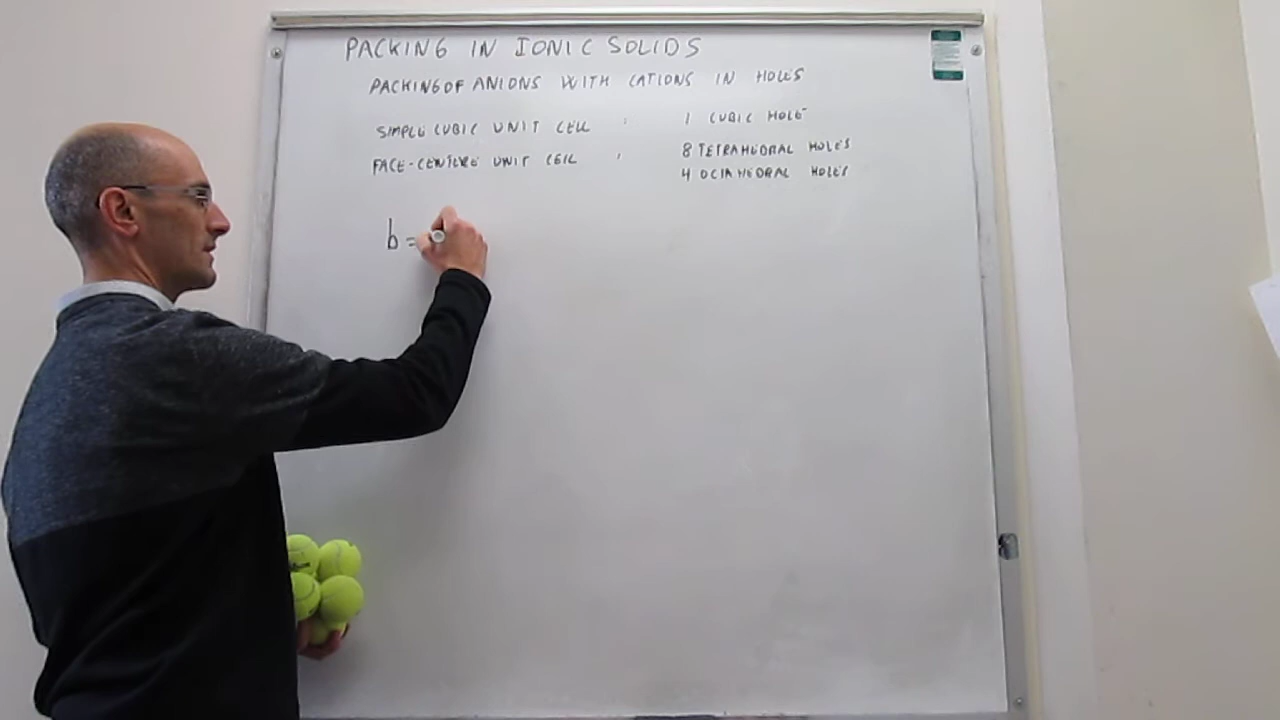 PACKING IN IONIC SOLIDS
PACKING OF ANIONS WITH CATIONS IN HOLES
SIMPLE CUBIC UNIT CELL : 1 CUBIC HOLE
FACE-CENTURE UNIT CELL : 8 TETRAHEDRAL HOLES
4 OCTAHEDRAL HOLES
b=